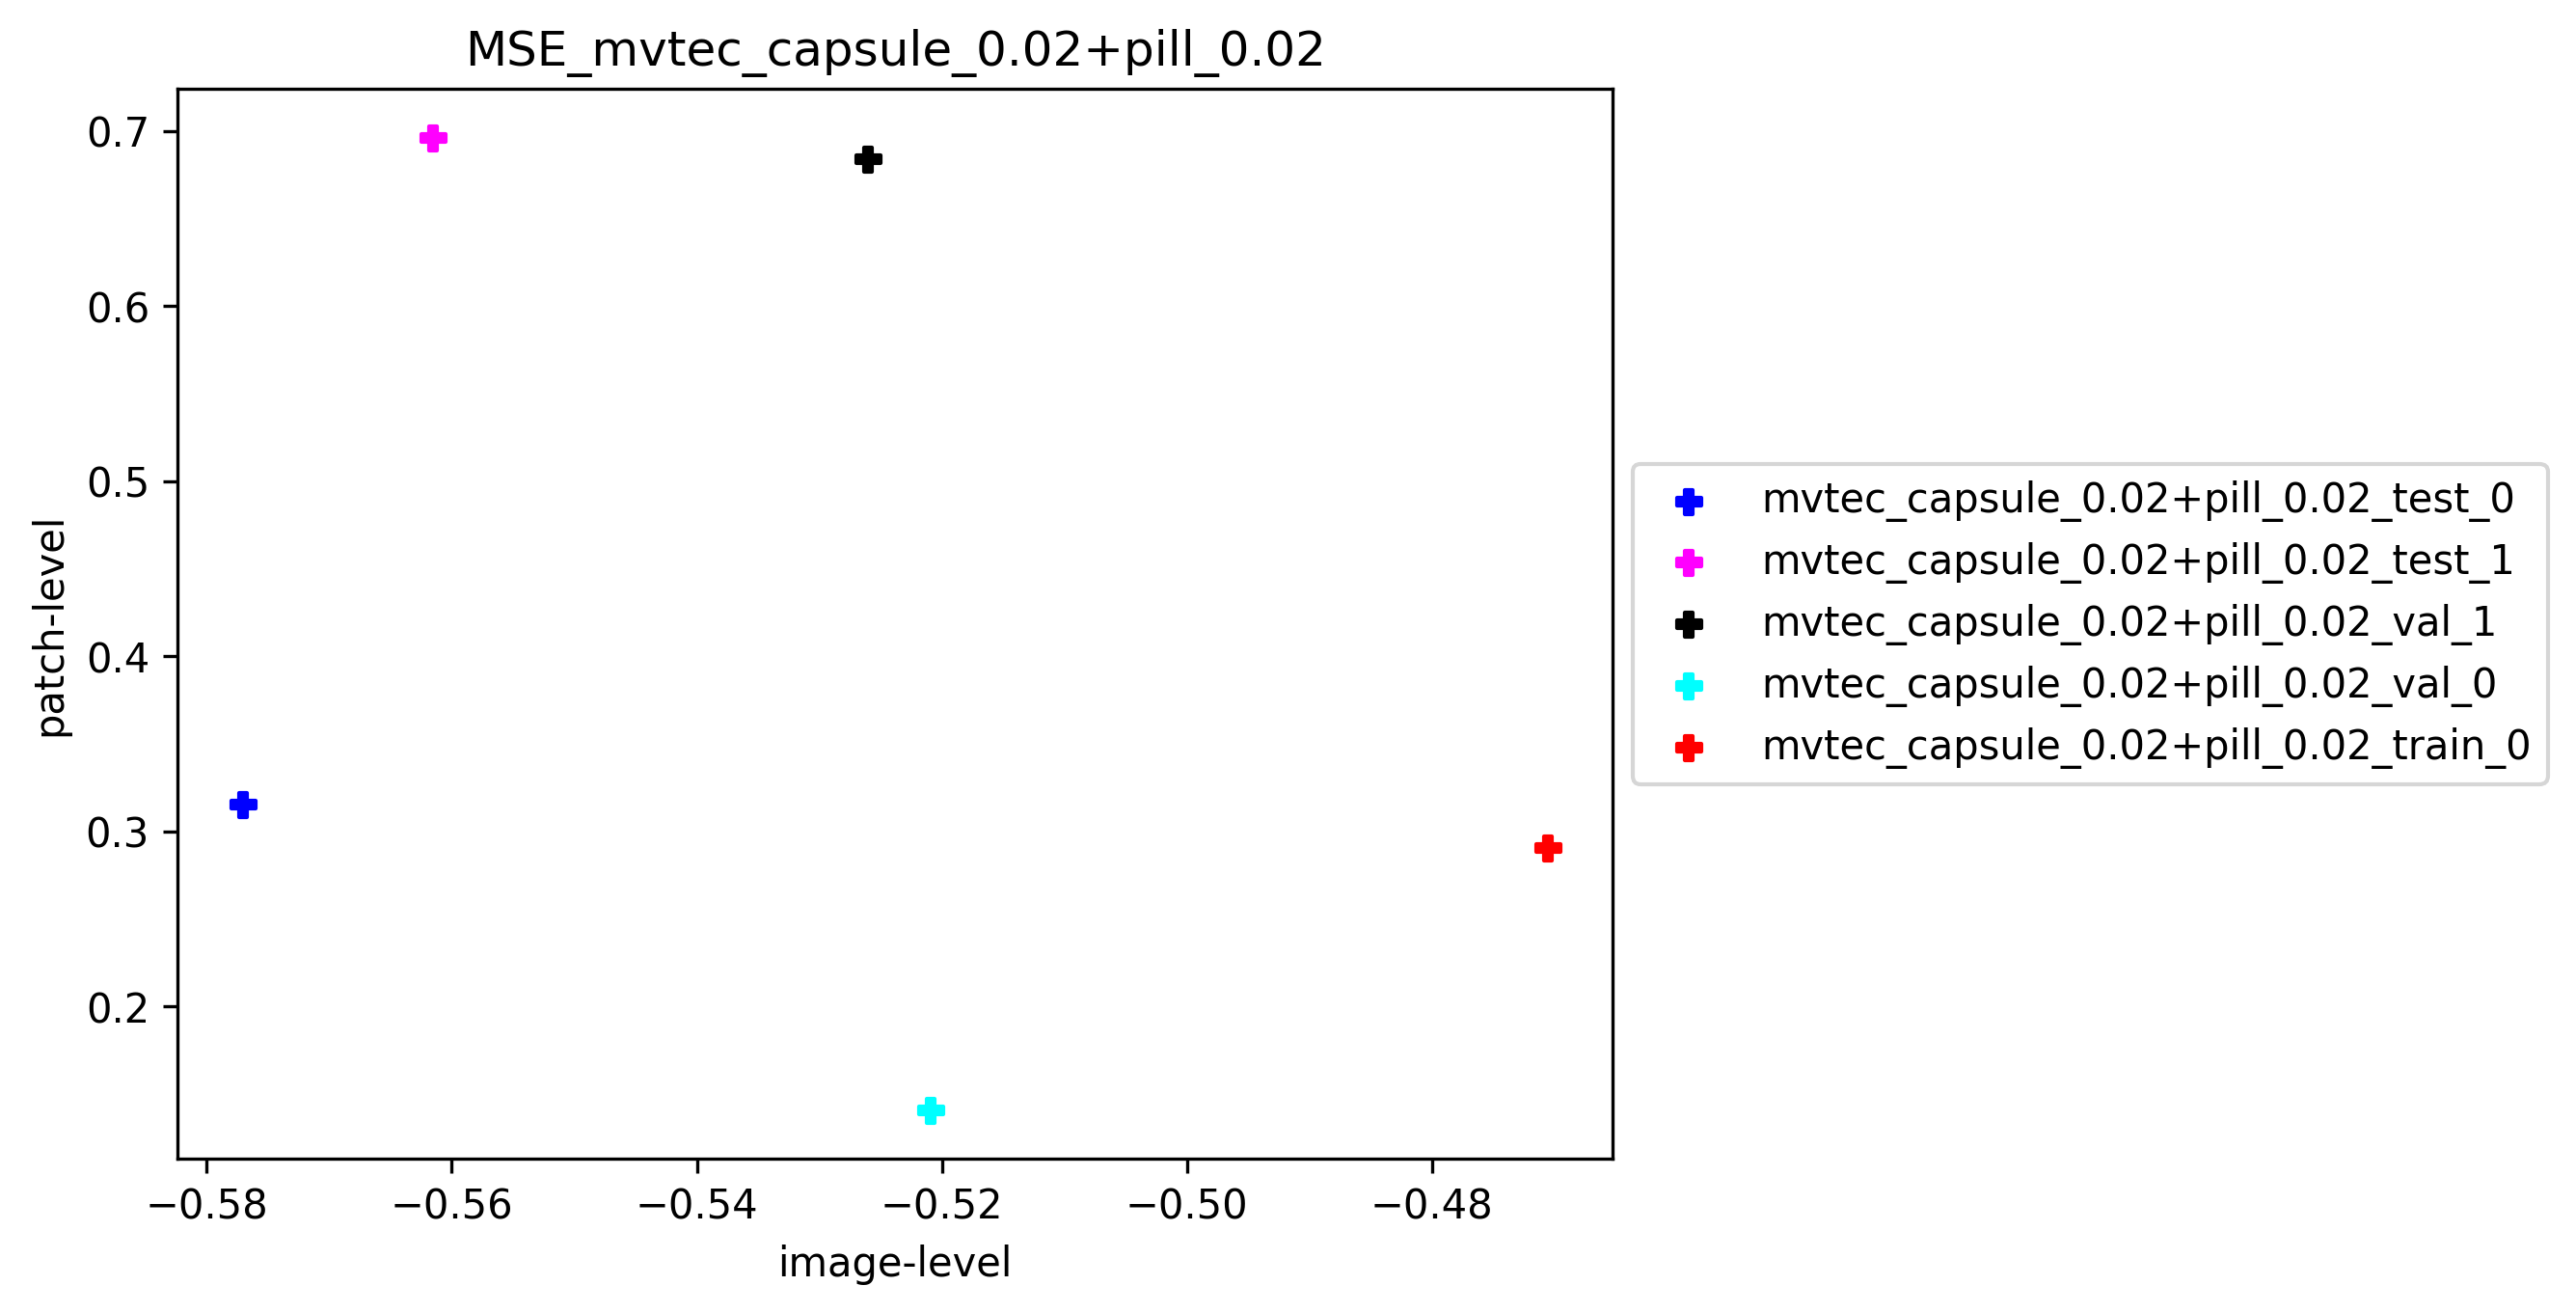 MSE_mvtec_capsule_0.02+pill_0.02
0.7
0.6
0.5
0.4
0.3
0.2
patch-level
−0.58
−0.56
−0.54
−0.52
−0.50
−0.48
image-level
mvtec_capsule_0.02+pill_0.02_test_0
mvtec_capsule_0.02+pill_0.02_test_1
mvtec_capsule_0.02+pill_0.02_val_1
mvtec_capsule_0.02+pill_0.02_val_0
mvtec_capsule_0.02+pill_0.02_train_0